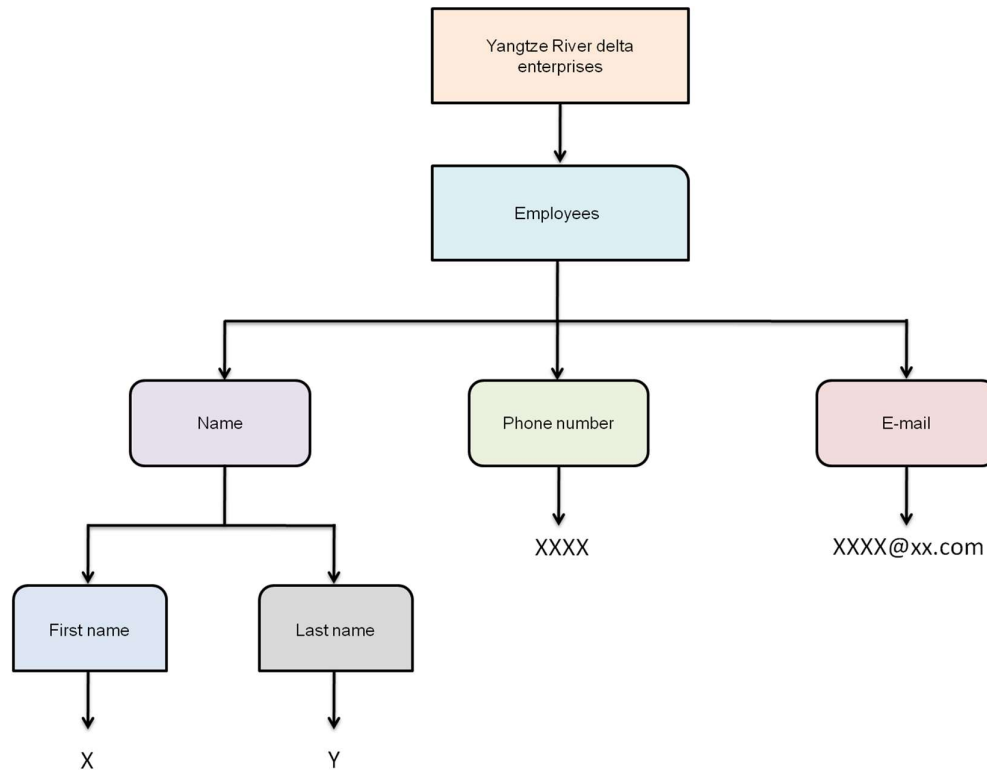 Yangtze River delta
enterprises
Employees
Name
Phone number
E-mail
XXXX
XXXX@xx.com
First name
Last name
X
Y